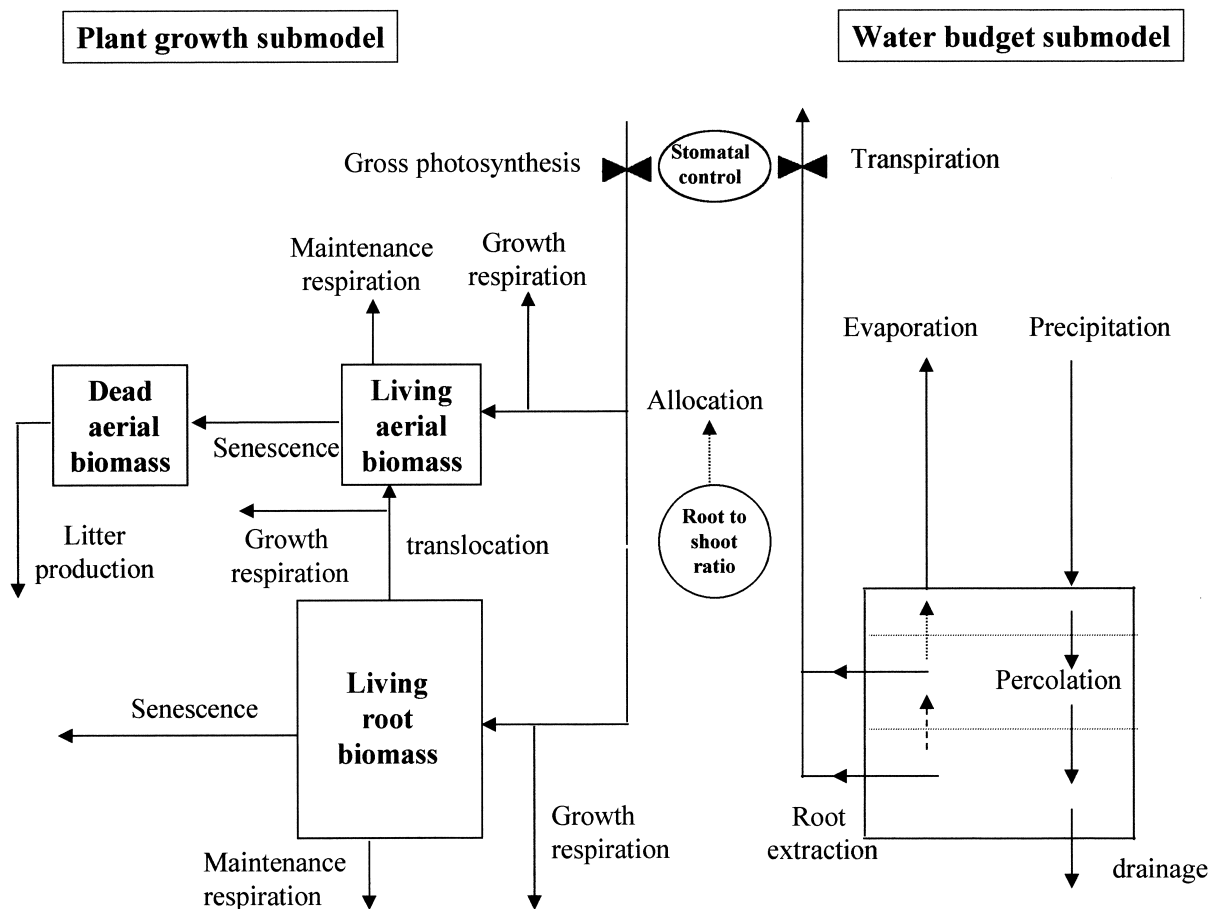 Plant growth submodel
Water budget submodel
Gross photosynthesis
Stomatal
control
Transpiration
Maintenance
respiration
Growth
respiration
Evaporation
Precipitation
Dead
aerial
biomass
Senescence
Living
aerial
biomass
Allocation
Litter
production
Growth
respiration
translocation
Root to
shoot
ratio
Living
root
biomass
Senescence
Percolation
Maintenance
respiration
Growth
respiration
Root
extraction
drainage